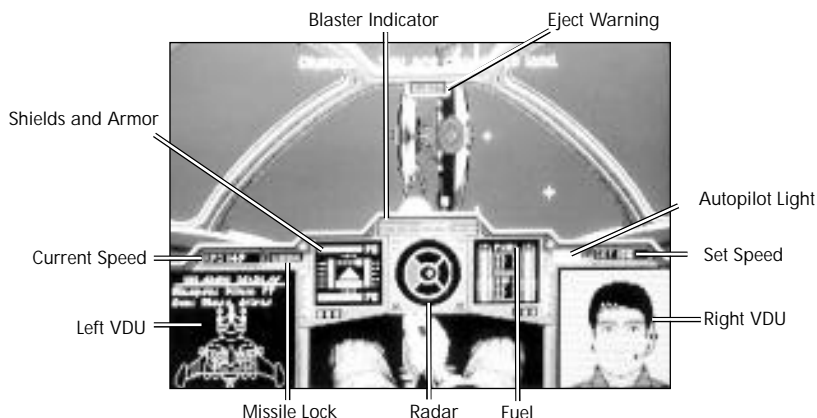 Blaster Indicator
Eject Warning
Shields and Armor
Autopilot Light
Current Speed
Set Speed
Left VDU
Right VDU
Missile Lock
Radar
Fuel